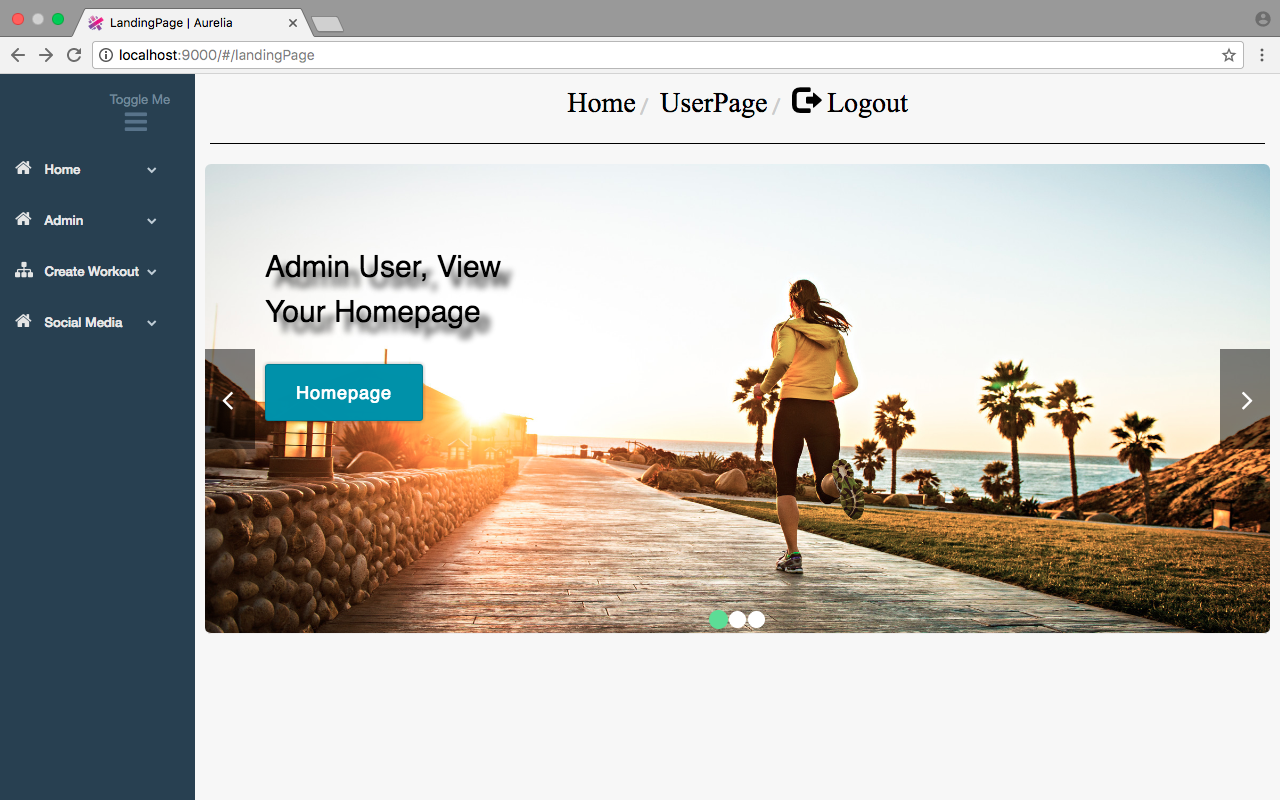 LandingPage | Aurelia
localhost:9000/#/landingPage
Toggle Me
Home
Admin
Create Workout
Social Media
Home / UserPage / Logout
Admin User, View
Your Homepage
Homepage